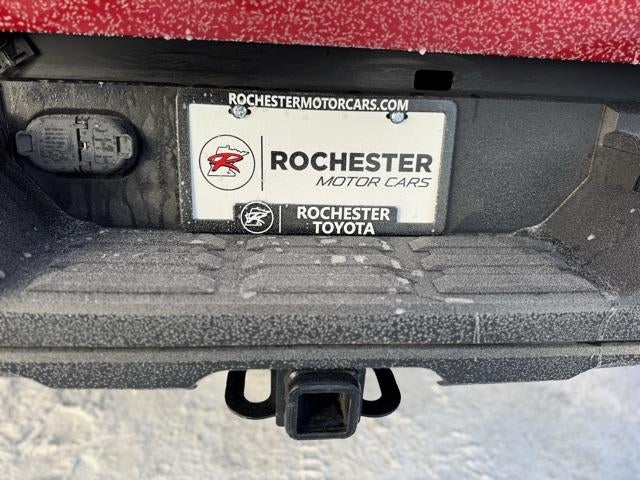 ROCHESTERMOTORCARS.COM
R
ROCHESTER
MOTOR CARS
R
ROCHESTER
TOYOTA